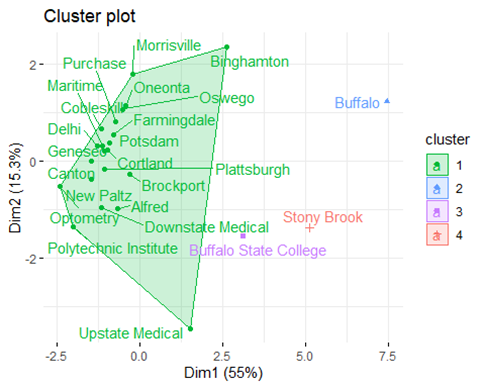 Cluster plot
Morrisville
Purchase
Binghamton
Maritime
Oneonta
Oswego
Cobleskill
Buffalo
Farmingdale
Delhi
Potsdam
Geneseo
Cortland
Plattsburgh
Canton
Brockport
New Paltz
Alfred
Optometry
Stony Brook
Downstate Medical
Polytechnic Institute
Buffalo State College
Upstate Medical
2
0
-2
Dim2 (15.3%)
-2.5
0.0
2.5
5.0
7.5
Dim1 (55%)
cluster
a 1
a 2
a 3
a 4